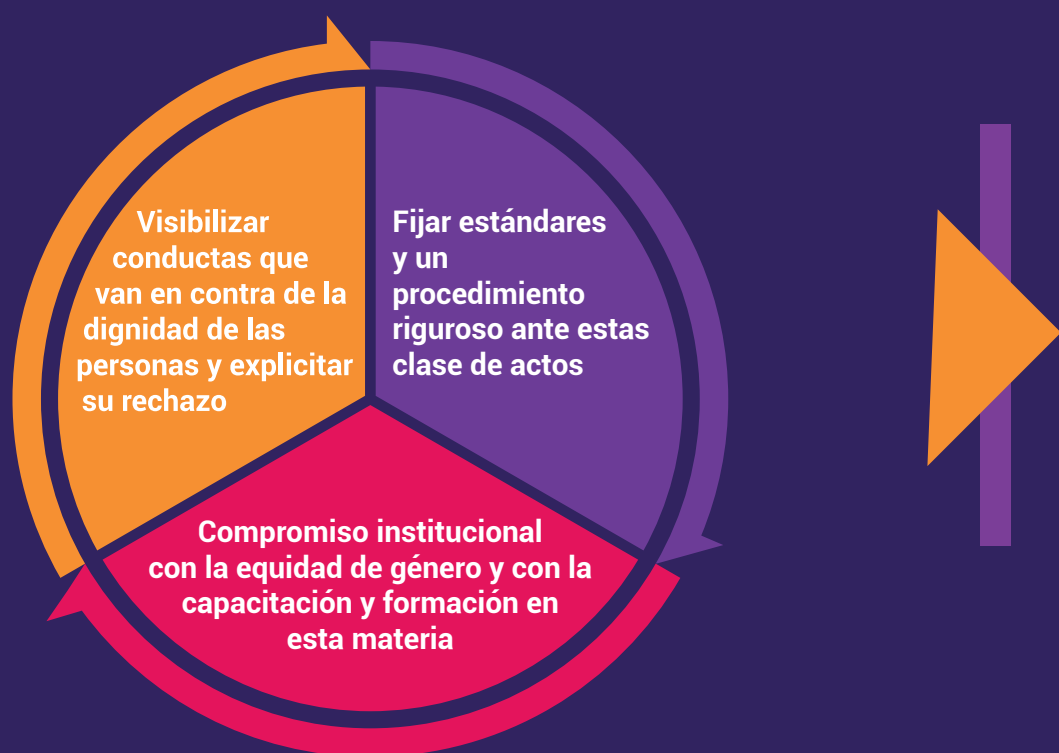 Visibilizar
conductas que
van en contra de la
dignidad de las
personas y explicitar
su rechazo
Fijar estándares
y un
procedimiento
riguroso ante estas
clase de actos
Compromiso institucional
con la equidad de género y con la
capacitación y formación en
esta materia